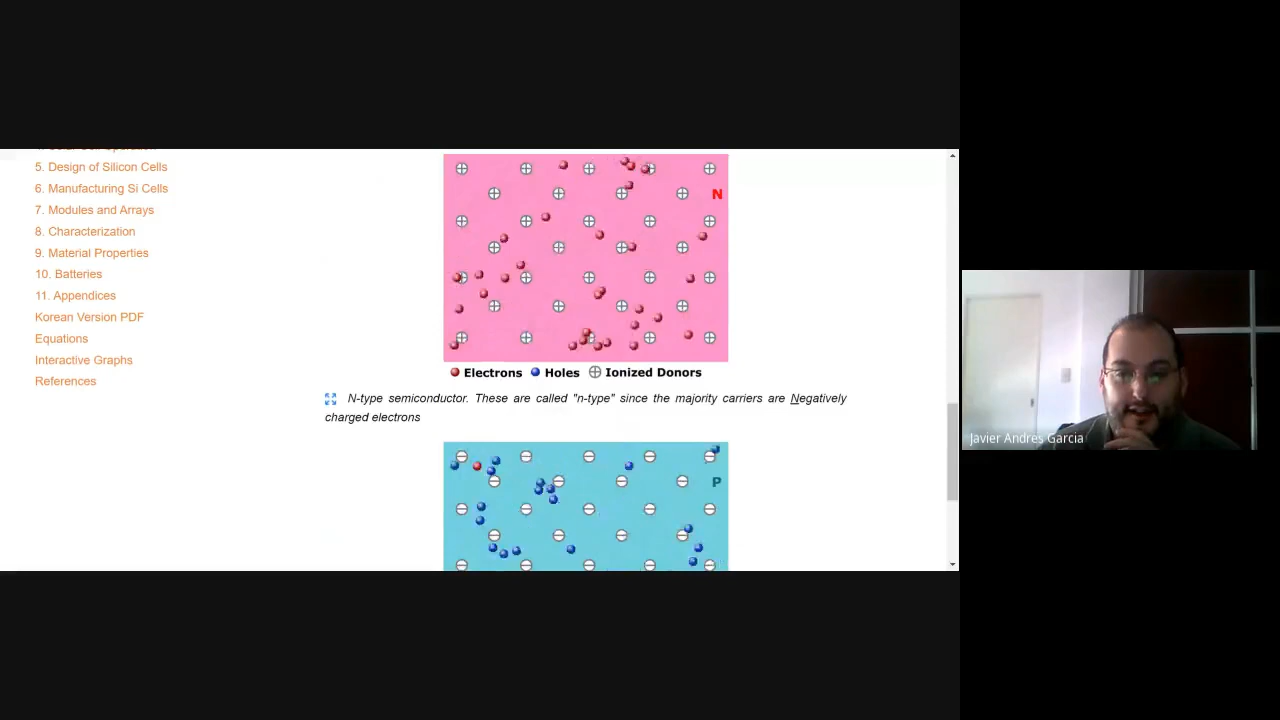 5. Design of Silicon Cells
6. Manufacturing Si Cells
7. Modules and Arrays
8. Characterization
9. Material Properties
10. Batteries
11. Appendices
Korean Version PDF
Equations
Interactive Graphs
References
N
Electrons Holes Ionized Donors
N-type semiconductor. These are called "n-type" since the majority carriers are Negatively
charged electrons
P
Javier Andres Garcia